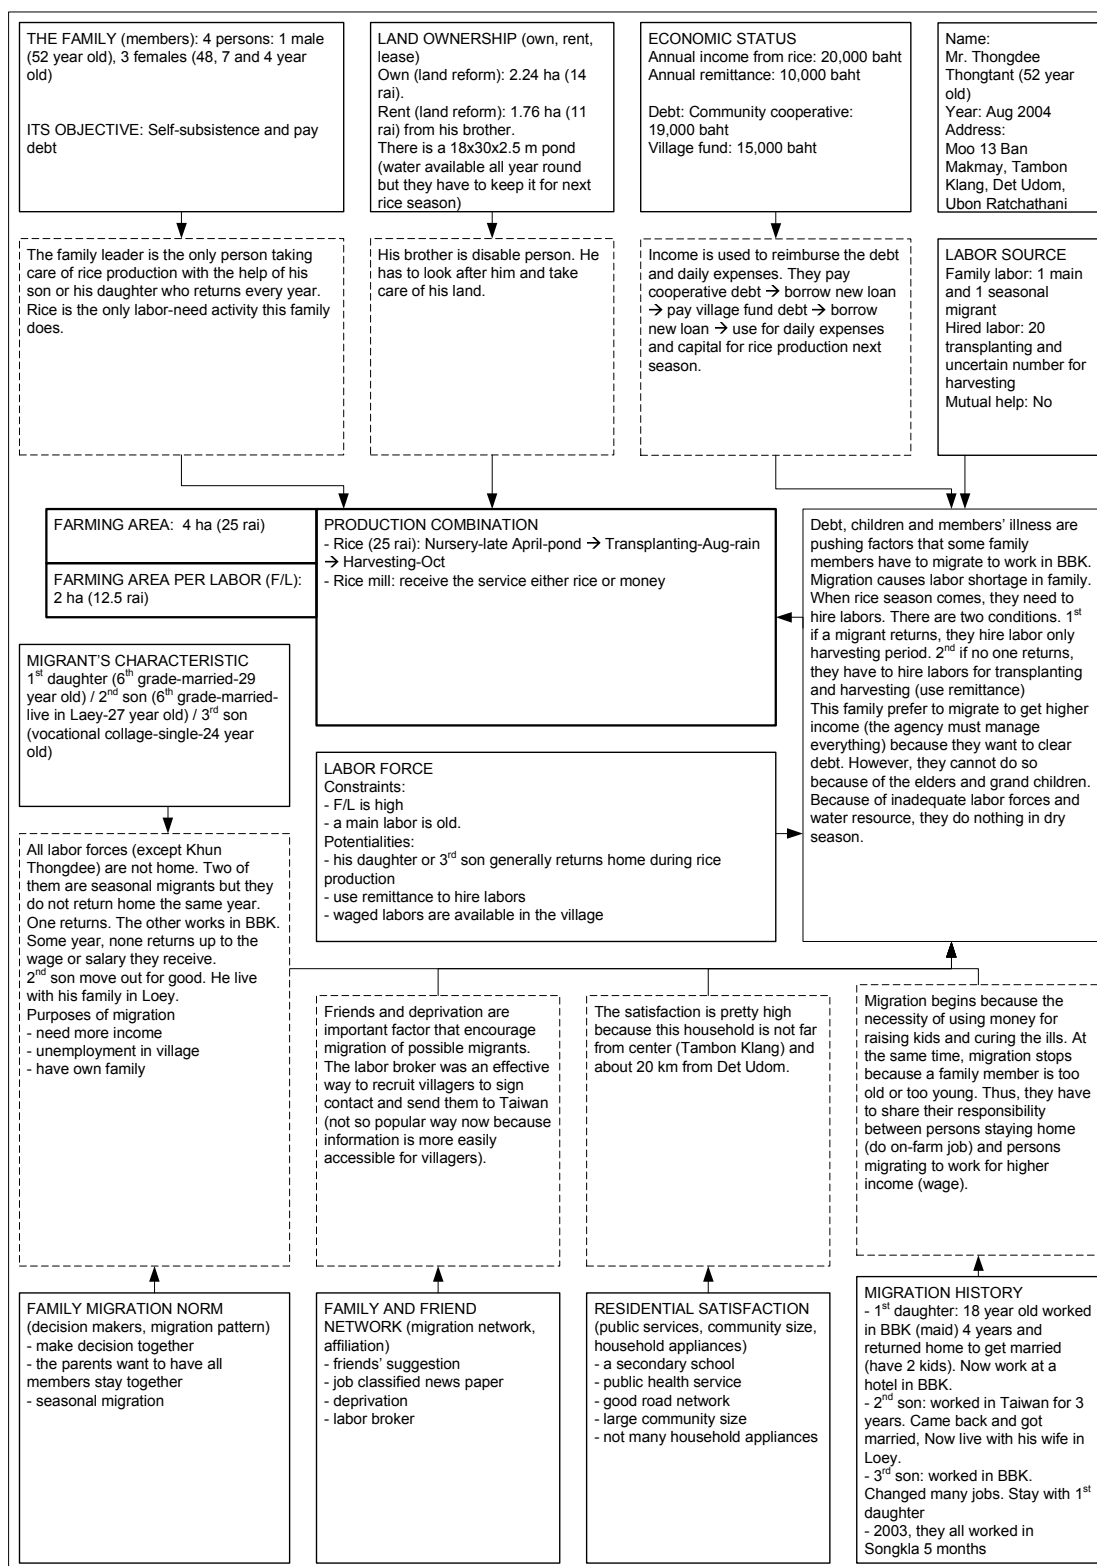 THE FAMILY (members): 4 persons: 1 male
(52 year old), 3 females (48, 7 and 4 year
old)
ITS OBJECTIVE: Self-subsistence and pay
debt
LAND OWNERSHIP (own, rent,
lease)
Own (land reform): 2.24 ha (14
rai).
Rent (land reform): 1.76 ha (11
rai) from his brother.
There is a 18x30x2.5 m pond
(water available all year round
but they have to keep it for next
rice season)
ECONOMIC STATUS
Annual income from rice: 20,000 baht
Annual remittance: 10,000 baht
Debt: Community cooperative:
19,000 baht
Village fund: 15,000 baht
Name:
Mr. Thongdee
Thongtant (52 year
old)
Year: Aug 2004
Address:
Moo 13 Ban
Makmay, Tambon
Klang, Det Udom,
Ubon Ratchathani
The family leader is the only person taking
care of rice production with the help of his
son or his daughter who returns every year.
Rice is the only labor-need activity this family
does.
His brother is disable person. He
has to look after him and take
care of his land.
Income is used to reimburse the debt
and daily expenses. They pay
cooperative debt → borrow new loan
→ pay village fund debt → borrow
new loan → use for daily expenses
and capital for rice production next
season.
LABOR SOURCE
Family labor: 1 main
and 1 seasonal
migrant
Hired labor: 20
transplanting and
uncertain number for
harvesting
Mutual help: No
FARMING AREA: 4 ha (25 rai)
FARMING AREA PER LABOR (F/L):
2 ha (12.5 rai)
PRODUCTION COMBINATION
- Rice (25 rai): Nursery-late April-pond → Transplanting-Aug-rain
→ Harvesting-Oct
- Rice mill: receive the service either rice or money
Debt, children and members' illness are
pushing factors that some family
members have to migrate to work in BBK.
Migration causes labor shortage in family.
When rice season comes, they need to
hire labors. There are two conditions. 1st
if a migrant returns, they hire labor only
harvesting period. 2nd if no one returns,
they have to hire labors for transplanting
and harvesting (use remittance)
This family prefer to migrate to get higher
income (the agency must manage
everything) because they want to clear
debt. However, they cannot do so
because of the elders and grand children.
Because of inadequate labor forces and
water resource, they do nothing in dry
season.
MIGRANT'S CHARACTERISTIC
1st daughter (6th grade-married-29
year old) / 2nd son (6th grade-married-
live in Laey-27 year old) / 3rd son
(vocational collage-single-24 year
old)
LABOR FORCE
Constraints:
- F/L is high
- a main labor is old.
Potentialities:
- his daughter or 3rd son generally returns home during rice
production
- use remittance to hire labors
- waged labors are available in the village
All labor forces (except Khun
Thongdee) are not home. Two of
them are seasonal migrants but they
do not return home the same year.
One returns. The other works in BBK.
Some year, none returns up to the
wage or salary they receive.
2nd son move out for good. He live
with his family in Loey.
Purposes of migration
- need more income
- unemployment in village
- have own family
Friends and deprivation are
important factor that encourage
migration of possible migrants.
The labor broker was an effective
way to recruit villagers to sign
contact and send them to Taiwan
(not so popular way now because
information is more easily
accessible for villagers).
The satisfaction is pretty high
because this household is not far
from center (Tambon Klang) and
about 20 km from Det Udom.
Migration begins because the
necessity of using money for
raising kids and curing the ills. At
the same time, migration stops
because a family member is too
old or too young. Thus, they have
to share their responsibility
between persons staying home
(do on-farm job) and persons
migrating to work for higher
income (wage).
FAMILY MIGRATION NORM
(decision makers, migration pattern)
- make decision together
- the parents want to have all
members stay together
- seasonal migration
FAMILY AND FRIEND
NETWORK (migration network,
affiliation)
- friends' suggestion
- job classified news paper
- deprivation
- labor broker
RESIDENTIAL SATISFACTION
(public services, community size,
household appliances)
- a secondary school
- public health service
- good road network
- large community size
- not many household appliances
MIGRATION HISTORY
- 1st daughter: 18 year old worked
in BBK (maid) 4 years and
returned home to get married
(have 2 kids). Now work at a
hotel in BBK.
- 2nd son: worked in Taiwan for 3
years. Came back and got
married, Now live with his wife in
Loey.
- 3rd son: worked in BBK.
Changed many jobs. Stay with 1st
daughter
- 2003, they all worked in
Songkla 5 months